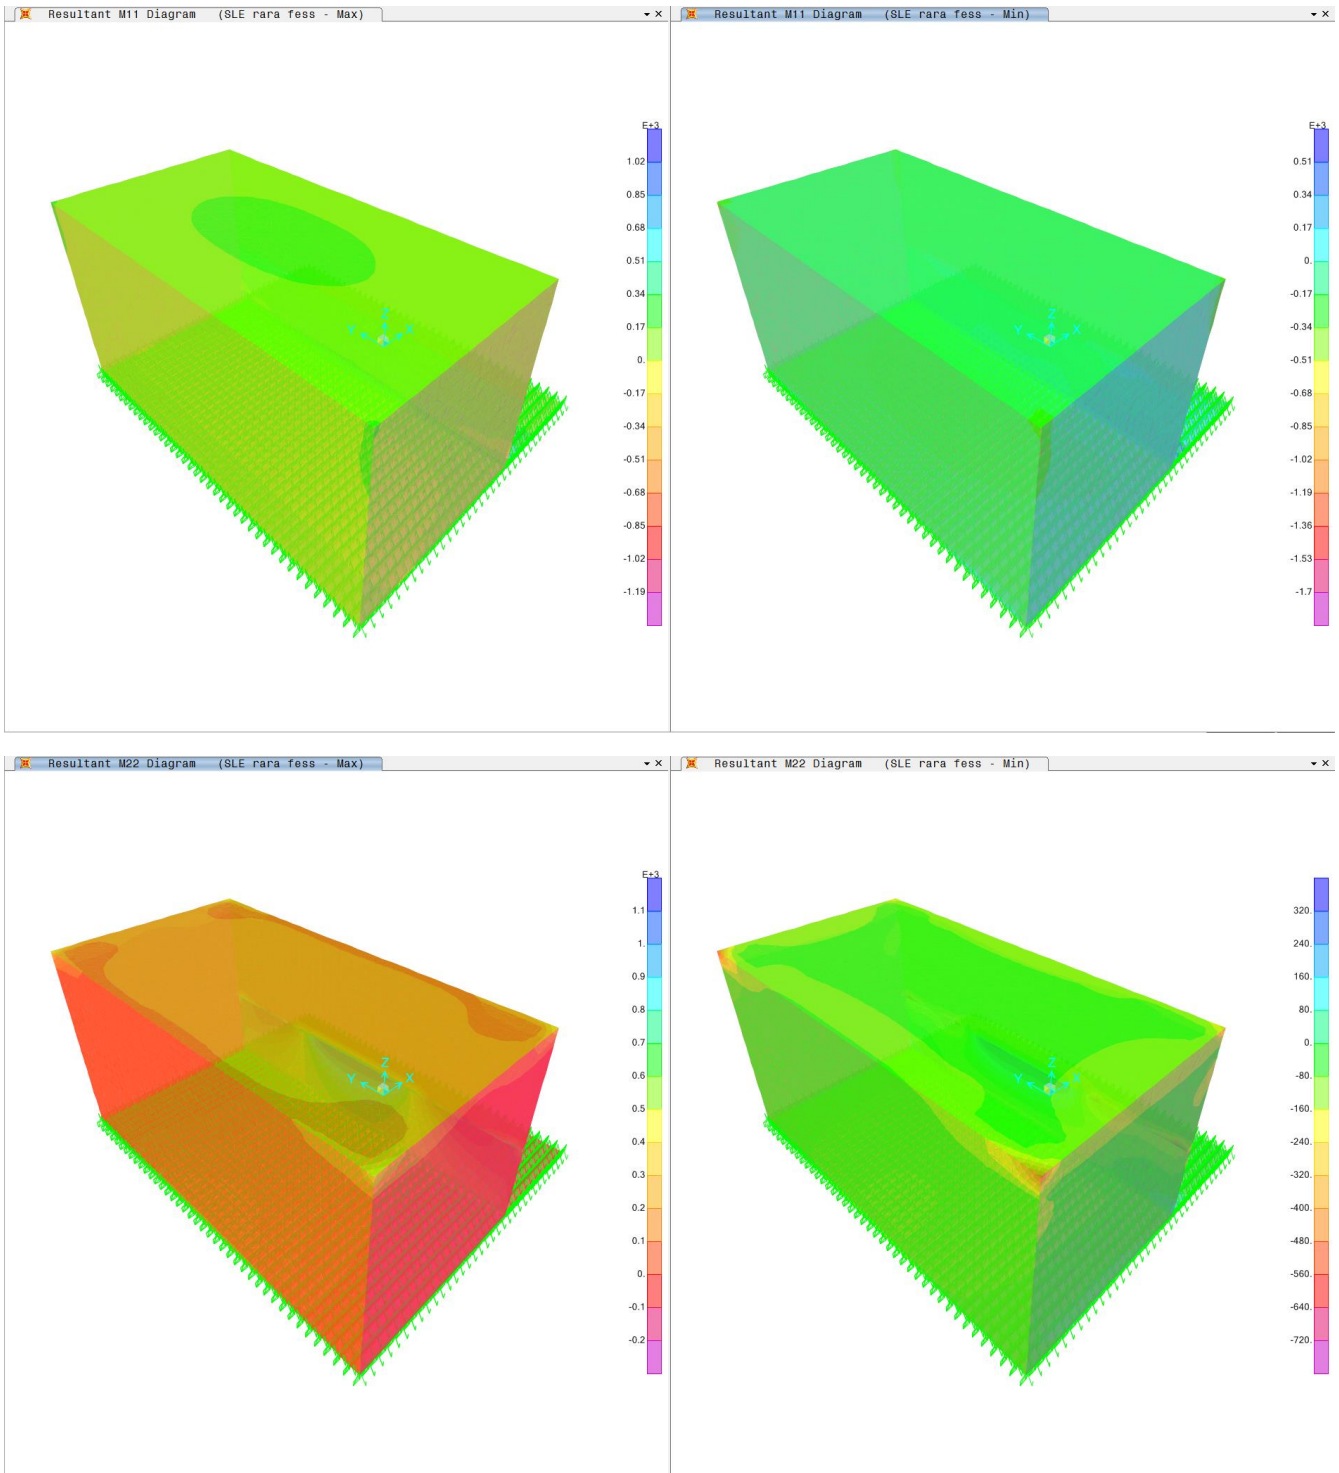 Resultant M11 Diagram (SLE rara fess - Max)
E+3
1.02
0.85
0.68
0.51
0.34
0.17
0.
-0.17
-0.34
-0.51
-0.68
-0.85
-1.02
-1.19
Z
Y
X
Resultant M11 Diagram (SLE rara fess - Min)
E+3
0.51
0.34
0.17
0.
-0.17
-0.34
-0.51
-0.68
-0.85
-1.02
-1.19
-1.36
-1.53
-1.7
Z
Y
X
Resultant M22 Diagram (SLE rara fess - Max)
E+3
1.1
1.
0.9
0.8
0.7
0.6
0.5
0.4
0.3
0.2
0.1
0.
-0.1
-0.2
Z
Y
X
Resultant M22 Diagram (SLE rara fess - Min)
320.
240.
160.
80.
0.
-80.
-160.
-240.
-320.
-400.
-480.
-560.
-640.
-720.
Z
Y
X